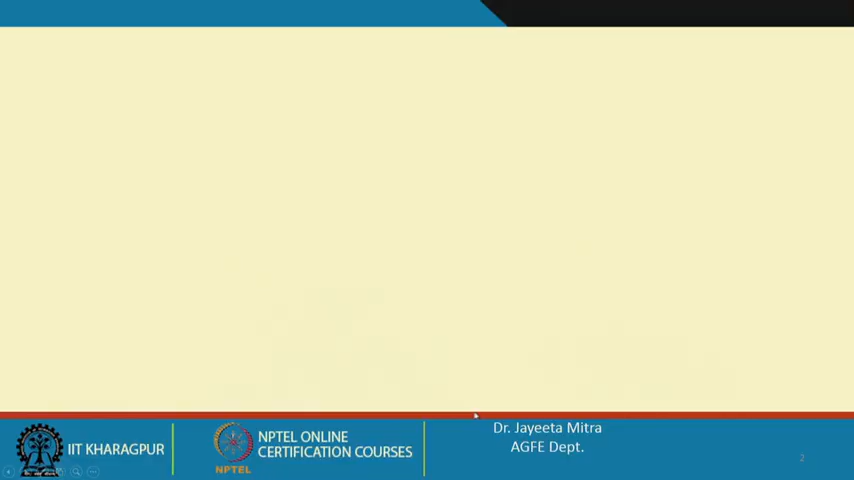 IIT KHARAGPUR
NPTEL
NPTEL ONLINE
CERTIFICATION COURSES
Dr. Jayeeta Mitra
AGFE Dept.
2